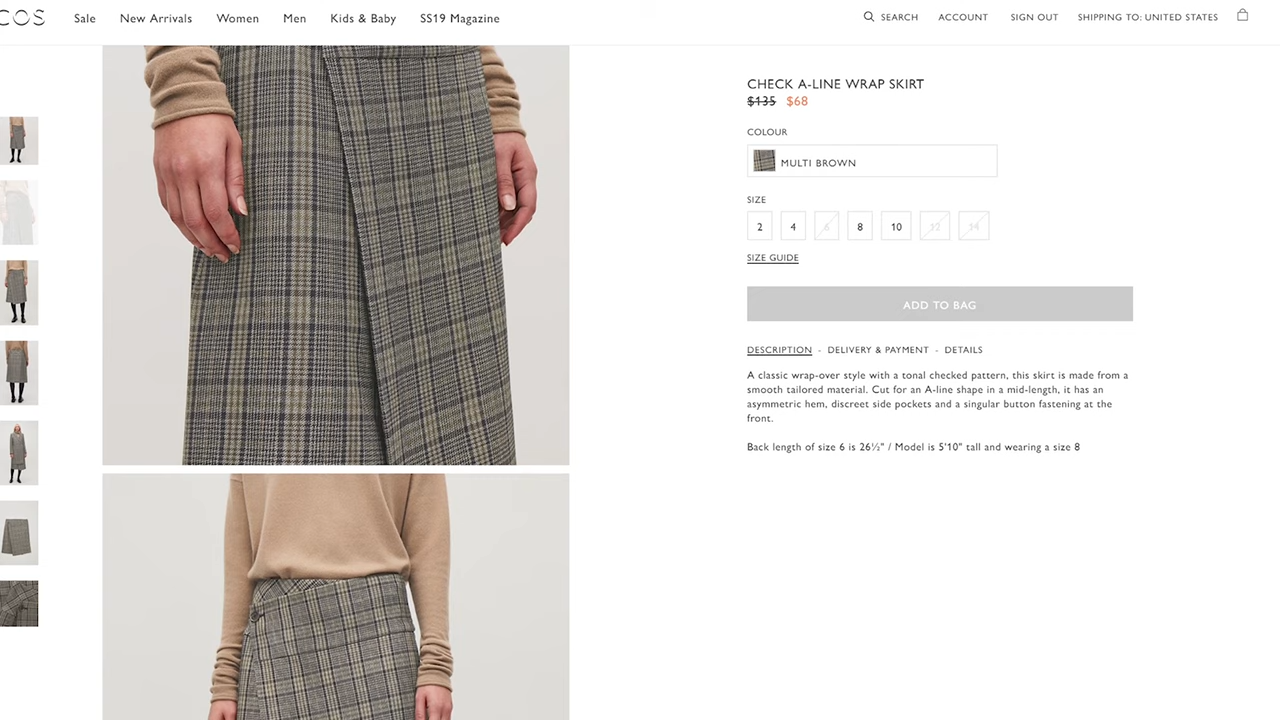 COS
Sale New Arrivals Women Men Kids & Baby SS19 Magazine SEARCH ACCOUNT SIGN OUT SHIPPING TO: UNITED STATES
CHECK A-LINE WRAP SKIRT
$135 $68
COLOUR
MULTI BROWN
SIZE
2 4 6 8 10 12 14
SIZE GUIDE
ADD TO BAG
DESCRIPTION - DELIVERY & PAYMENT - DETAILS
A classic wrap-over style with a tonal checked pattern, this skirt is made from a
smooth tailored material. Cut for an A-line shape in a mid-length, it has an
asymmetric hem, discreet side pockets and a singular button fastening at the
front.
Back length of size 6 is 26½" / Model is 5'10" tall and wearing a size 8